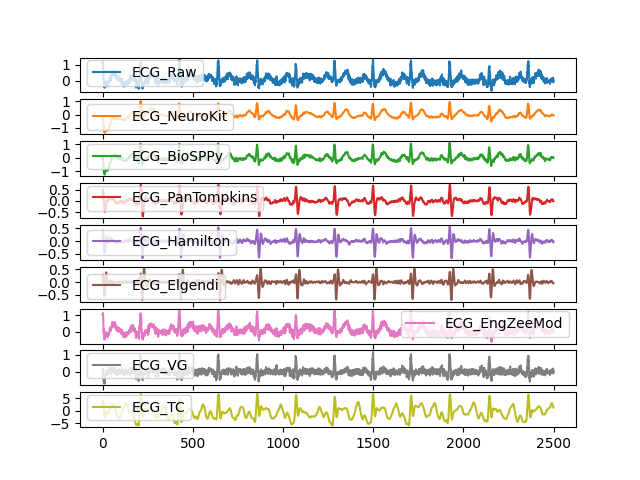 1
0
ECG_Raw
1
0
−1
ECG_NeuroKit
1
0
−1
ECG_BioSPPy
0.5
0.0
−0.5
ECG_PanTompkins
0.5
0.0
−0.5
ECG_Hamilton
0.5
0.0
−0.5
ECG_Elgendi
1
0
ECG_EngZeeMod
1
0
ECG_VG
5
0
−5
ECG_TC
0 500 1000 1500 2000 2500